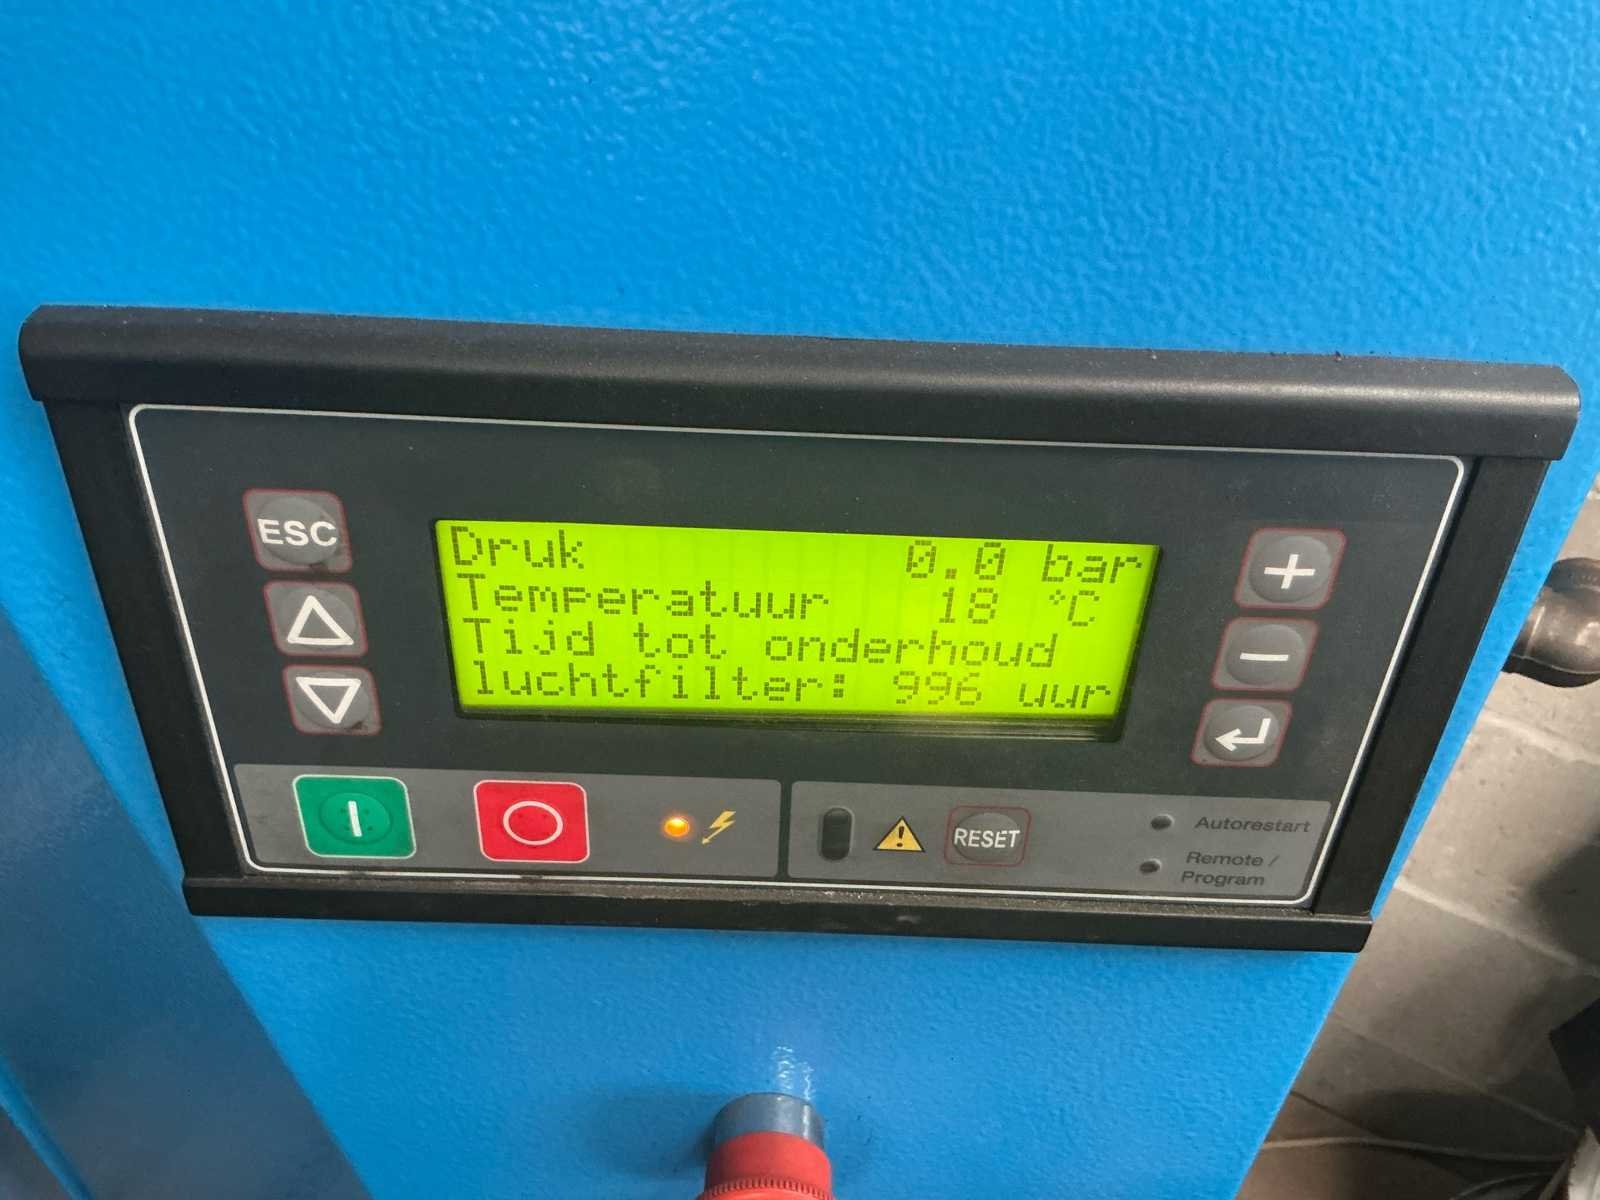 ESC
Druk 0.0 bar
Temperatuur 18 °C
Tijd tot onderhoud
luchtfilter: 996 uur
RESET
Autorestart
Remote /
Program